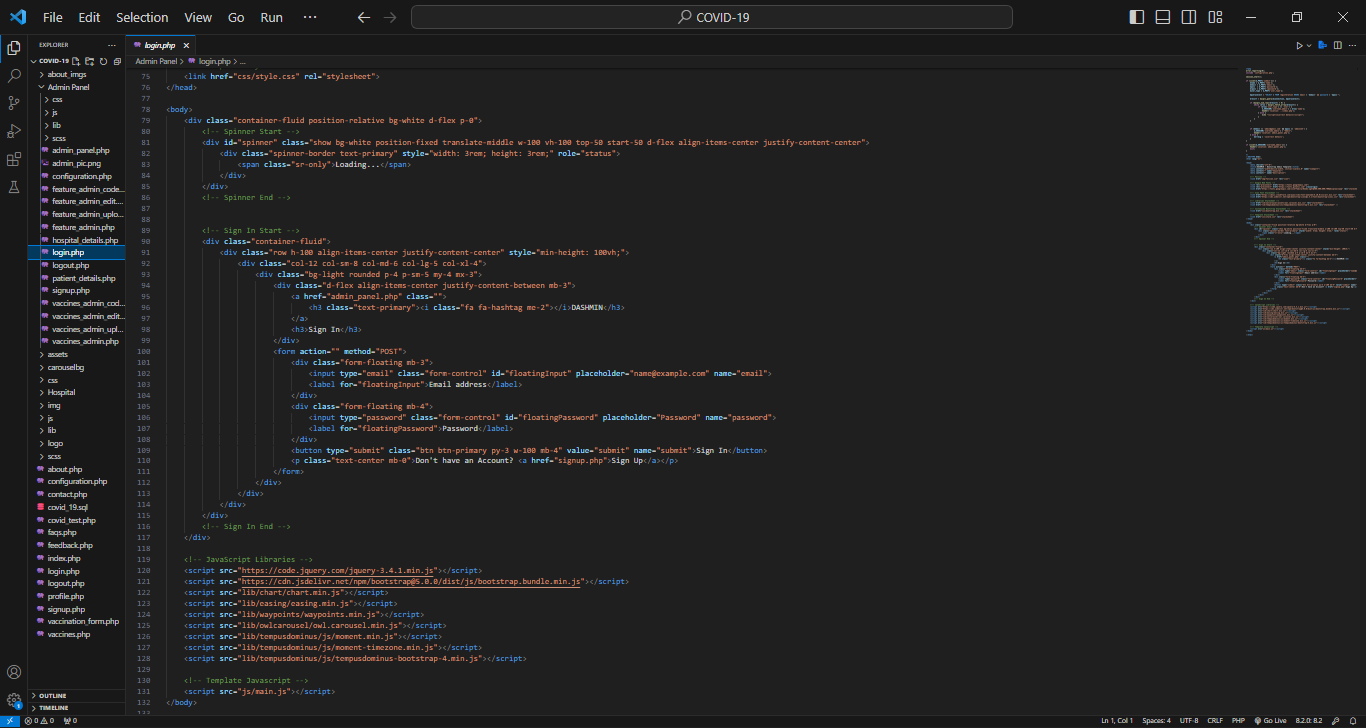 File Edit Selection View Go Run ···
COVID-19
EXPLORER
COVID-19
about_imgs
Admin Panel
css
js
lib
scss
admin_panel.php
admin_pic.png
configuration.php
feature_admin_code...
feature_admin_edit....
feature_admin_uplo...
feature_admin.php
hospital_details.php
login.php
logout.php
patient_details.php
signup.php
vaccines_admin_cod...
vaccines_admin_edit...
vaccines_admin_upl...
vaccines_admin.php
assets
carouselbg
css
Hospital
img
js
lib
logo
scss
about.php
configuration.php
contact.php
covid_19.sql
covid_test.php
faqs.php
feedback.php
index.php
login.php
logout.php
profile.php
signup.php
vaccination_form.php
vaccines.php
OUTLINE
TIMELINE
login.php
Admin Panel > login.php > ...
75 <link href="css/style.css" rel="stylesheet">
76 </head>
77
78 <body>
79 <div class="container-fluid position-relative bg-white d-flex p-0">
80 <!-- Spinner Start -->
81 <div id="spinner" class="show bg-white position-fixed translate-middle w-100 vh-100 top-50 start-50 d-flex align-items-center justify-content-center">
82 <div class="spinner-border text-primary" style="width: 3rem; height: 3rem;" role="status">
83 <span class="sr-only">Loading...</span>
84 </div>
85 </div>
86 <!-- Spinner End -->
87
88
89 <!-- Sign In Start -->
90 <div class="container-fluid">
91 <div class="row h-100 align-items-center justify-content-center" style="min-height: 100vh;">
92 <div class="col-12 col-sm-8 col-md-6 col-lg-5 col-xl-4">
93 <div class="bg-light rounded p-4 p-sm-5 my-4 mx-3">
94 <div class="d-flex align-items-center justify-content-between mb-3">
95 <a href="admin_panel.php" class="">
96 <h3 class="text-primary"><i class="fa fa-hashtag me-2"></i>DASHMIN</h3>
97 </a>
98 <h3>Sign In</h3>
99 </div>
100 <form action="" method="POST">
101 <div class="form-floating mb-3">
102 <input type="email" class="form-control" id="floatingInput" placeholder="name@example.com" name="email">
103 <label for="floatingInput">Email address</label>
104 </div>
105 <div class="form-floating mb-4">
106 <input type="password" class="form-control" id="floatingPassword" placeholder="Password" name="password">
107 <label for="floatingPassword">Password</label>
108 </div>
109 <button type="submit" class="btn btn-primary py-3 w-100 mb-4" value="submit" name="submit">Sign In</button>
110 <p class="text-center mb-0">Don't have an Account? <a href="signup.php">Sign Up</a></p>
111 </form>
112 </div>
113 </div>
114 </div>
115 </div>
116 <!-- Sign In End -->
117 </div>
118
119 <!-- JavaScript Libraries -->
120 <script src="https://code.jquery.com/jquery-3.4.1.min.js"></script>
121 <script src="https://cdn.jsdelivr.net/npm/bootstrap@5.0.0/dist/js/bootstrap.bundle.min.js"></script>
122 <script src="lib/chart/chart.min.js"></script>
123 <script src="lib/easing/easing.min.js"></script>
124 <script src="lib/waypoints/waypoints.min.js"></script>
125 <script src="lib/owlcarousel/owl.carousel.min.js"></script>
126 <script src="lib/tempusdominus/js/moment.min.js"></script>
127 <script src="lib/tempusdominus/js/moment-timezone.min.js"></script>
128 <script src="lib/tempusdominus/js/tempusdominus-bootstrap-4.min.js"></script>
129
130 <!-- Template Javascript -->
131 <script src="js/main.js"></script>
132 </body>
133
0 0 0 Ln 1, Col 1 Spaces: 4 UTF-8 CRLF PHP Go Live 8.2.0: 8.2